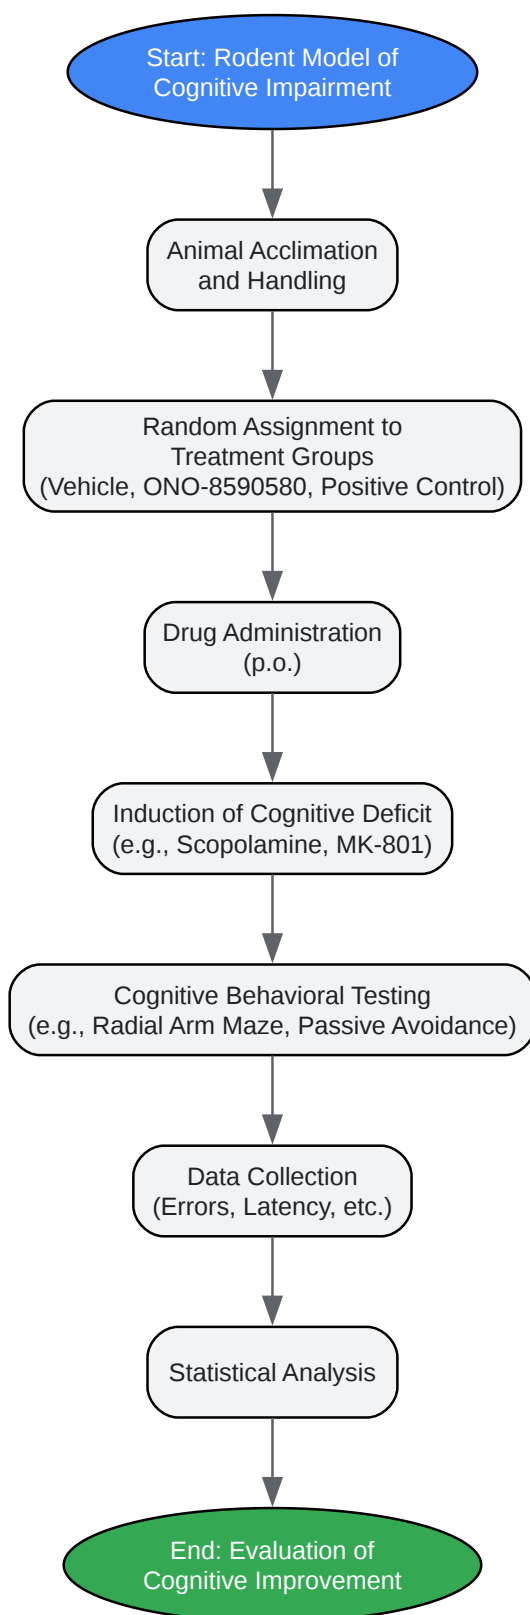 Start: Rodent Model of
Cognitive Impairment
Animal Acclimation
and Handling
Random Assignment to
Treatment Groups
(Vehicle, ONO-8590580, Positive Control)
Drug Administration
(p.o.)
Induction of Cognitive Deficit
(e.g., Scopolamine, MK-801)
Cognitive Behavioral Testing
(e.g., Radial Arm Maze, Passive Avoidance)
Data Collection
(Errors, Latency, etc.)
Statistical Analysis
End: Evaluation of
Cognitive Improvement